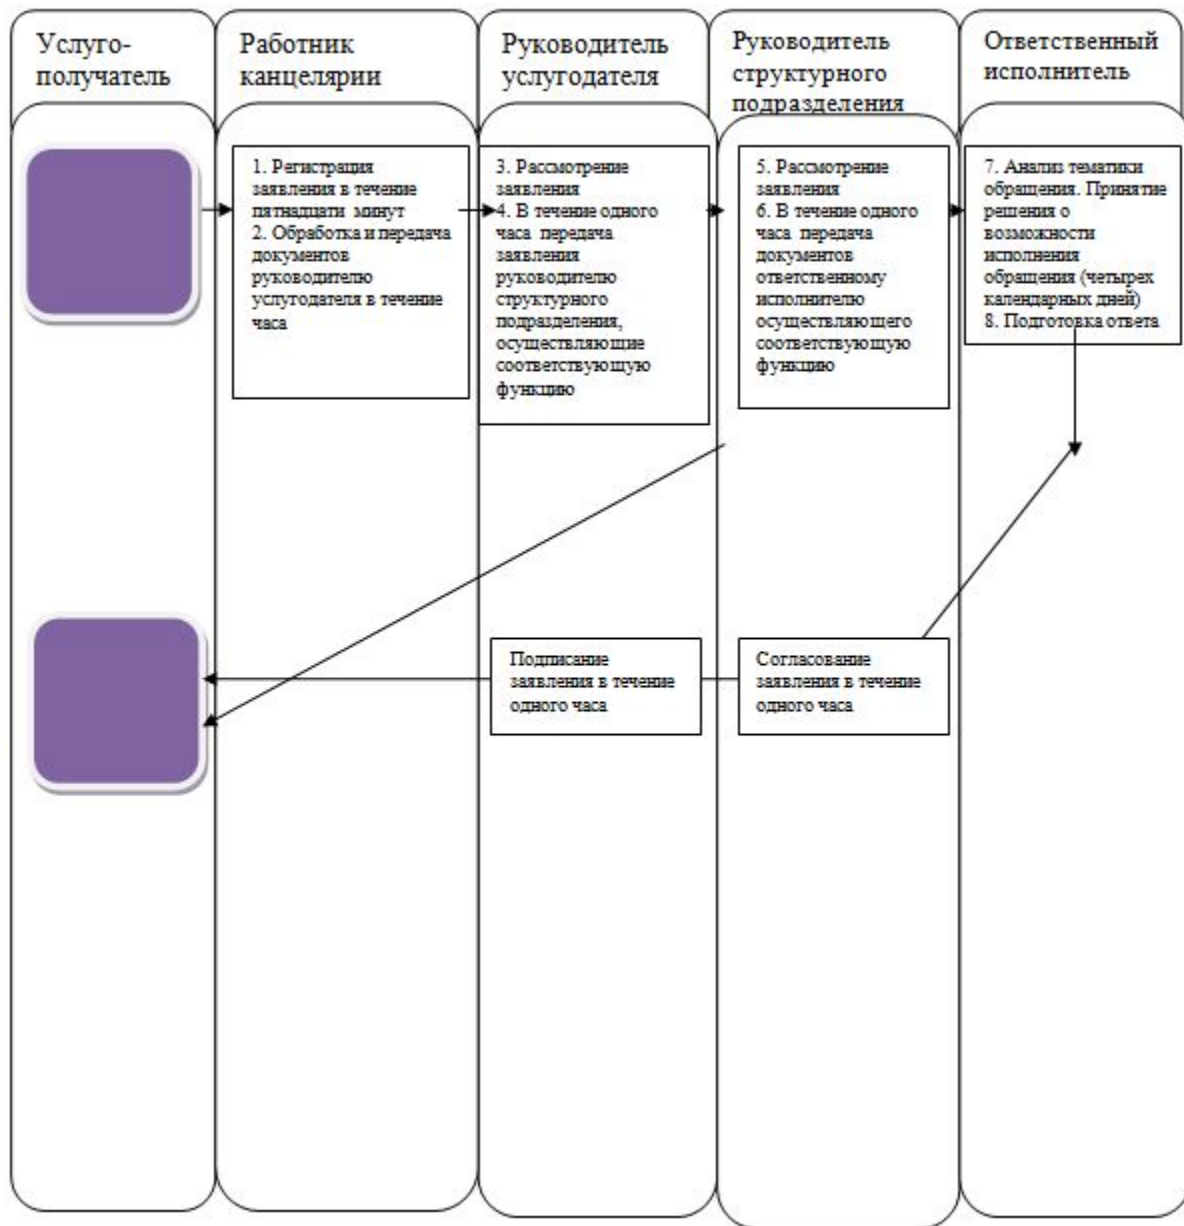 Услуго-
получатель
Работник
канцелярии
Руководитель
услугодателя
Руководитель
структурного
подразделения
Ответственный
исполнитель
1. Регистрация
заявления в течение
пятнадцати минут
2. Обработка и передача
документов
руководителю
услугодателя в течение
часа
3. Рассмотрение
заявления
4. В течение одного
часа передача
заявления
руководителю
структурного
подразделения,
осуществляющие
соответствующую
функцию
5. Рассмотрение
заявления
6. В течение одного
часа передача
документов
ответственному
исполнителю
осуществляющего
соответствующую
функцию
7. Анализ тематики
обращения. Принятие
решения о
возможности
исполнения
обращения (четырех
календарных дней)
8. Подготовка ответа
Подписание
заявления в течение
одного часа
Согласование
заявления в течение
одного часа